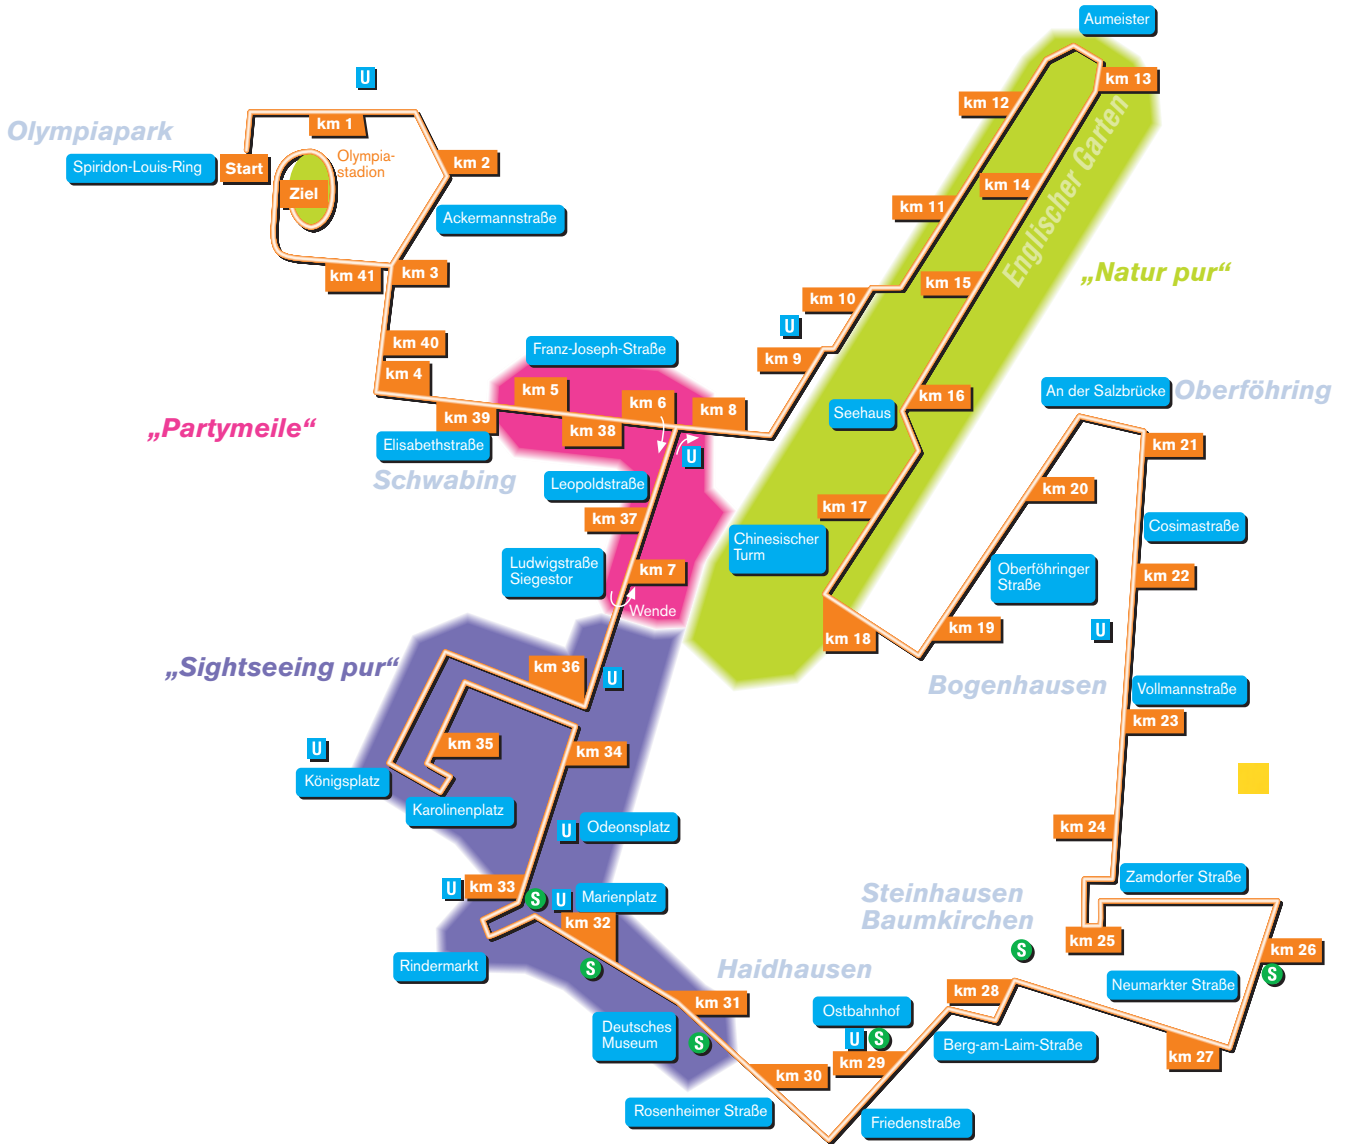 Aumeister
U
km 13
km 12
km 1
Olympiapark
Olympia-
stadion
km 2
Spiridon-Louis-Ring
Start
Ziel
km 14
Englischer Garten
km 11
Ackermannstraße
km 41
km 3
„Natur pur“
km 15
km 10
U
km 40
Franz-Joseph-Straße
km 9
km 4
km 5
An der Salzbrücke
Oberföhring
km 16
km 6
km 8
Seehaus
km 39
km 38
„Partymeile“
Elisabethstraße
km 21
U
Schwabing
Leopoldstraße
km 20
km 17
km 37
Cosimastraße
Chinesischer
Turm
Ludwigstraße
Siegestor
km 7
Oberföhringer
Straße
km 22
Wende
km 19
U
km 18
„Sightseeing pur“
km 36
U
Bogenhausen
Vollmannstraße
km 23
km 35
km 34
U
Königsplatz
Karolinenplatz
U
Odeonsplatz
km 24
U
km 33
S
U
Marienplatz
Zamdorfer Straße
Steinhausen
Baumkirchen
km 32
km 25
km 26
S
Rindermarkt
S
Haidhausen
S
Neumarkter Straße
km 28
km 31
Ostbahnhof
Deutsches
Museum
S
U
S
Berg-am-Laim-Straße
km 27
km 29
km 30
Rosenheimer Straße
Friedenstraße